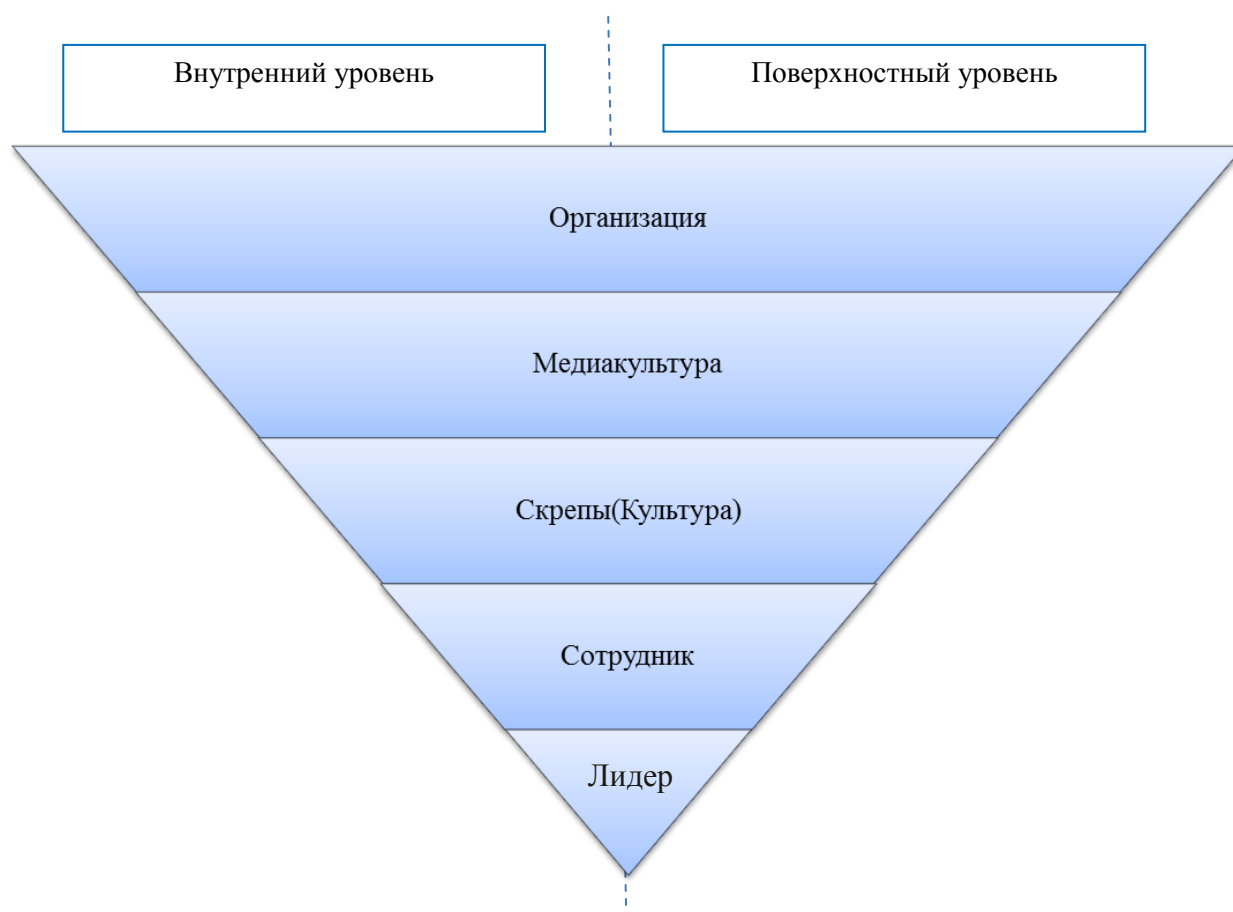 Внутренний уровень
Поверхностный уровень
Организация
Медиакультура
Скрепы(Культура)
Сотрудник
Лидер